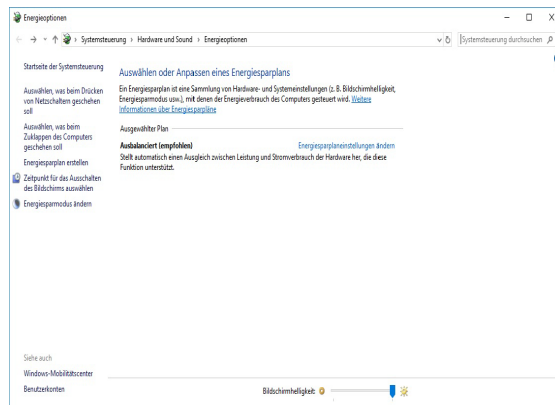 Energieoptionen
Systemsteuerung › Hardware und Sound › Energieoptionen
Systemsteuerung durchsuchen
Startseite der Systemsteuerung
Auswählen, was beim Drücken
von Netzschaltern geschehen
soll
Auswählen, was beim
Zuklappen des Computers
geschehen soll
Energiesparplan erstellen
Zeitpunkt für das Ausschalten
des Bildschirms auswählen
Energiesparmodus ändern
Auswählen oder Anpassen eines Energiesparplans
Ein Energiesparplan ist eine Sammlung von Hardware- und Systemeinstellungen (z. B. Bildschirmhelligkeit,
Energiesparmodus usw.), mit denen der Energieverbrauch des Computers gesteuert wird. Weitere
Informationen über Energiesparpläne
Ausgewählter Plan
Ausbalanciert (empfohlen) Energiesparplaneinstellungen ändern
Stellt automatisch einen Ausgleich zwischen Leistung und Stromverbrauch der Hardware her, die diese
Funktion unterstützt.
Siehe auch
Windows-Mobilitätscenter
Benutzerkonten
Bildschirmhelligkeit: